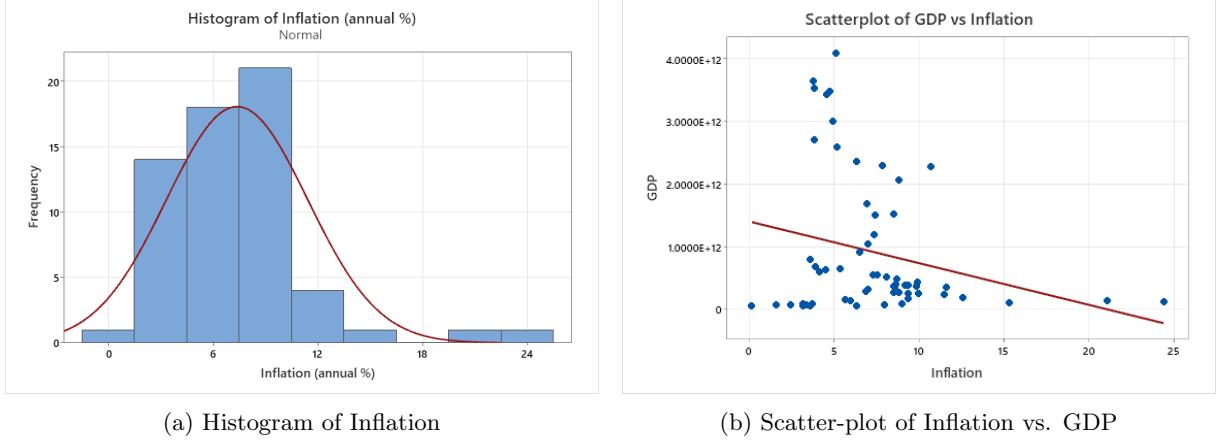 Histogram of Inflation (annual %)
Normal
Frequency
20
15
10
5
0
0 6 12 18 24
Inflation (annual %)
(a) Histogram of Inflation
Scatterplot of GDP vs Inflation
GDP
4.0000E+12
3.0000E+12
2.0000E+12
1.0000E+12
0
0 5 10 15 20 25
Inflation
(b) Scatter-plot of Inflation vs. GDP